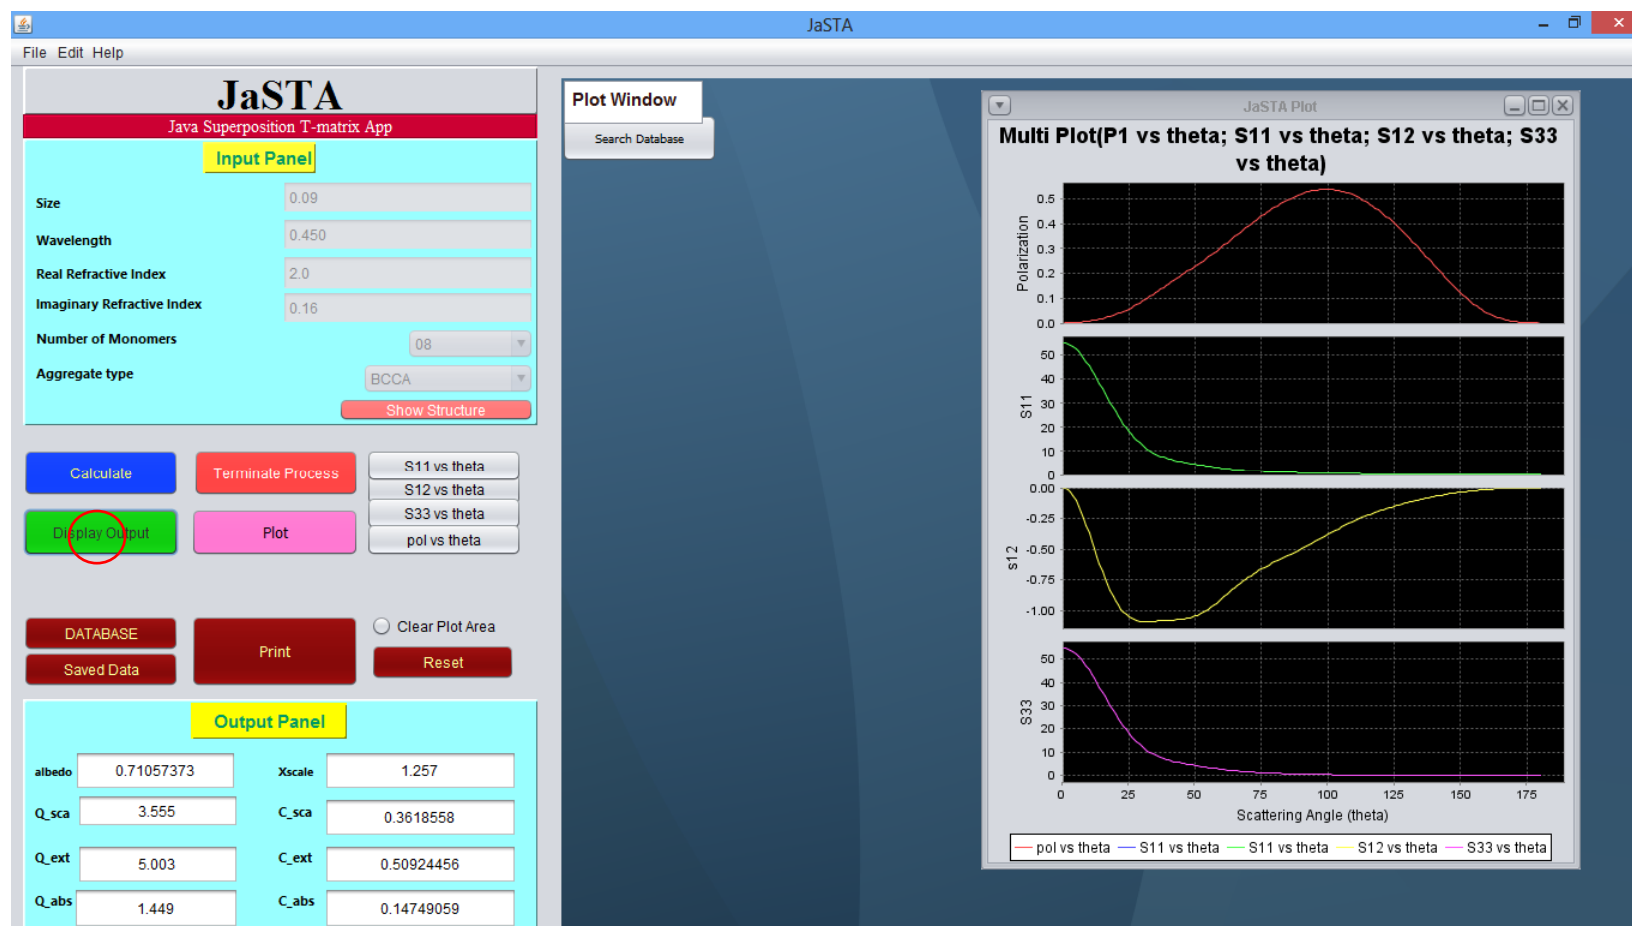 JaSTA
File Edit Help
JaSTA
Java Superposition T-matrix App
Input Panel
Size 0.09
Wavelength 0.450
Real Refractive Index 2.0
Imaginary Refractive Index 0.16
Number of Monomers 08
Aggregate type BCCA
Show Structure
Calculate Terminate Process S11 vs theta
S12 vs theta
S33 vs theta
Display Output Plot pol vs theta
DATABASE Print Clear Plot Area
Saved Data Reset
Output Panel
albedo 0.71057373 Xscale 1.257
Q_sca 3.555 C_sca 0.3618558
Q_ext 5.003 C_ext 0.50924456
Q_abs 1.449 C_abs 0.14749059
Plot Window
Search Database
JaSTA Plot
Multi Plot(P1 vs theta; S11 vs theta; S12 vs theta; S33
vs theta)
Polarization
0.5
0.4
0.3
0.2
0.1
0.0
S11
50
40
30
20
10
0
s12
0.00
-0.25
-0.50
-0.75
-1.00
S33
50
40
30
20
10
0
0 25 50 75 100 125 150 175
Scattering Angle (theta)
pol vs theta S11 vs theta S11 vs theta S12 vs theta S33 vs theta